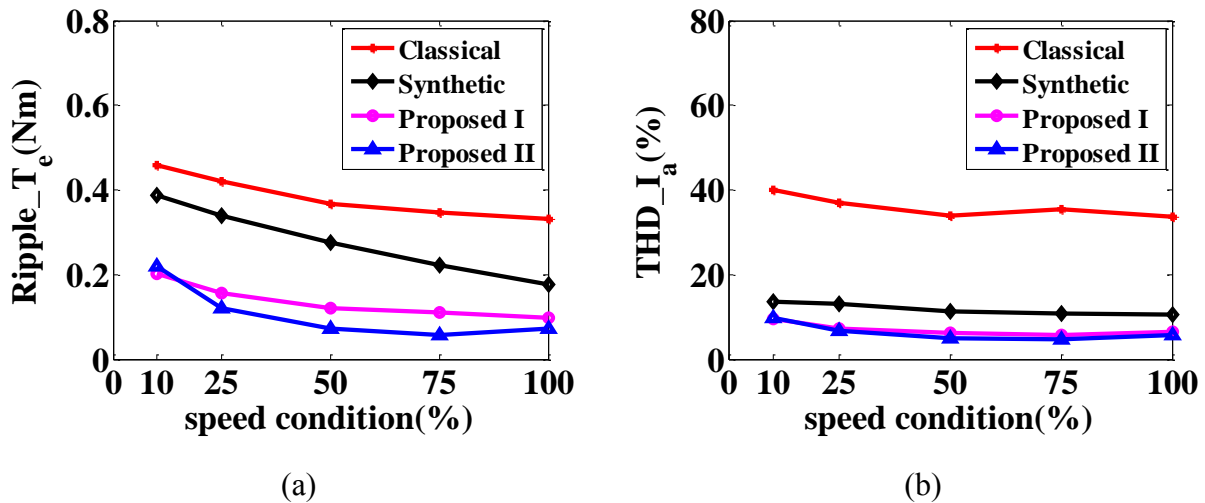 Ripple_T_e(Nm)
0.8
0.6
0.4
0.2
0
0 10 25 50 75 100
speed condition(%)
Classical
Synthetic
Proposed I
Proposed II
(a)
THD_I_a(%)
80
60
40
20
0
0 10 25 50 75 100
speed condition(%)
Classical
Synthetic
Proposed I
Proposed II
(b)